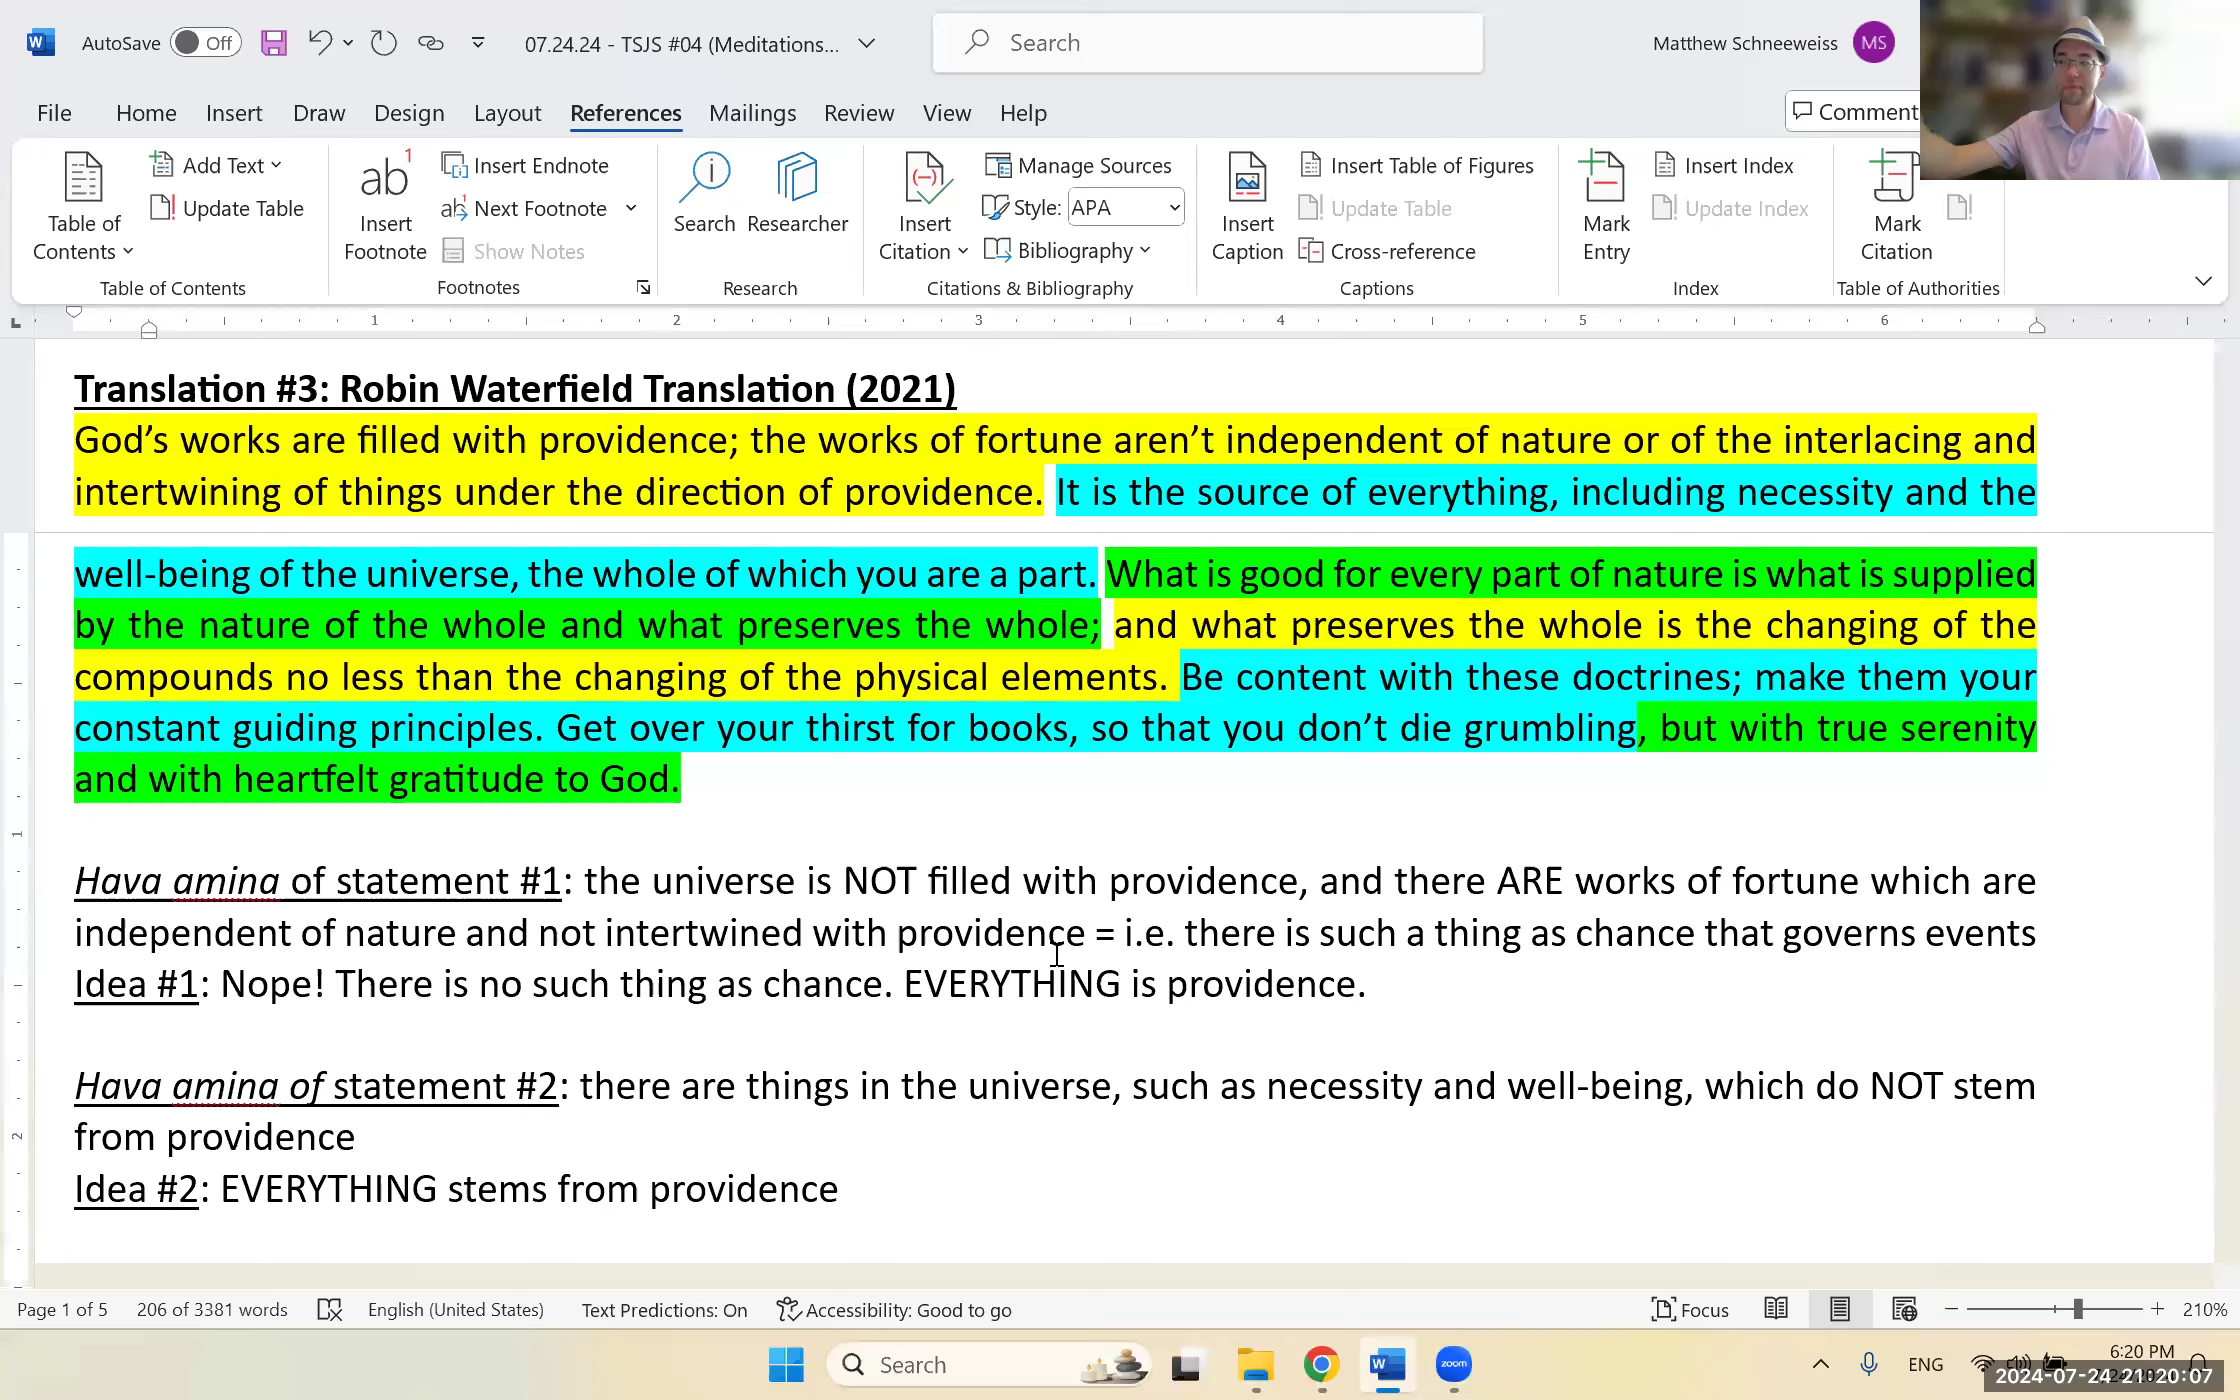 AutoSave Off 07.24.24 - TSJS #04 (Meditations... Search Matthew Schneeweiss MS
File Home Insert Draw Design Layout References Mailings Review View Help Comment
Table of Contents
Add Text
Update Table
Table of Contents
ab1
Insert Footnote
Insert Endnote
Next Footnote
Show Notes
Footnotes
Search Researcher
Research
Insert Citation
Manage Sources
Style: APA
Bibliography
Citations & Bibliography
Insert Caption
Insert Table of Figures
Update Table
Cross-reference
Captions
Mark Entry
Insert Index
Update Index
Index
Mark Citation
Table of Authorities
1 2 3 4 5 6
Translation #3: Robin Waterfield Translation (2021)
God’s works are filled with providence; the works of fortune aren’t independent of nature or of the interlacing and
intertwining of things under the direction of providence. It is the source of everything, including necessity and the
well-being of the universe, the whole of which you are a part. What is good for every part of nature is what is supplied
by the nature of the whole and what preserves the whole; and what preserves the whole is the changing of the
compounds no less than the changing of the physical elements. Be content with these doctrines; make them your
constant guiding principles. Get over your thirst for books, so that you don’t die grumbling, but with true serenity
and with heartfelt gratitude to God.
Hava amina of statement #1: the universe is NOT filled with providence, and there ARE works of fortune which are
independent of nature and not intertwined with providence = i.e. there is such a thing as chance that governs events
Idea #1: Nope! There is no such thing as chance. EVERYTHING is providence.
Hava amina of statement #2: there are things in the universe, such as necessity and well-being, which do NOT stem
from providence
Idea #2: EVERYTHING stems from providence
1
2
Page 1 of 5 206 of 3381 words English (United States) Text Predictions: On Accessibility: Good to go Focus 210%
Search zoom ENG 6:20 PM
2024-07-24 21:20:07